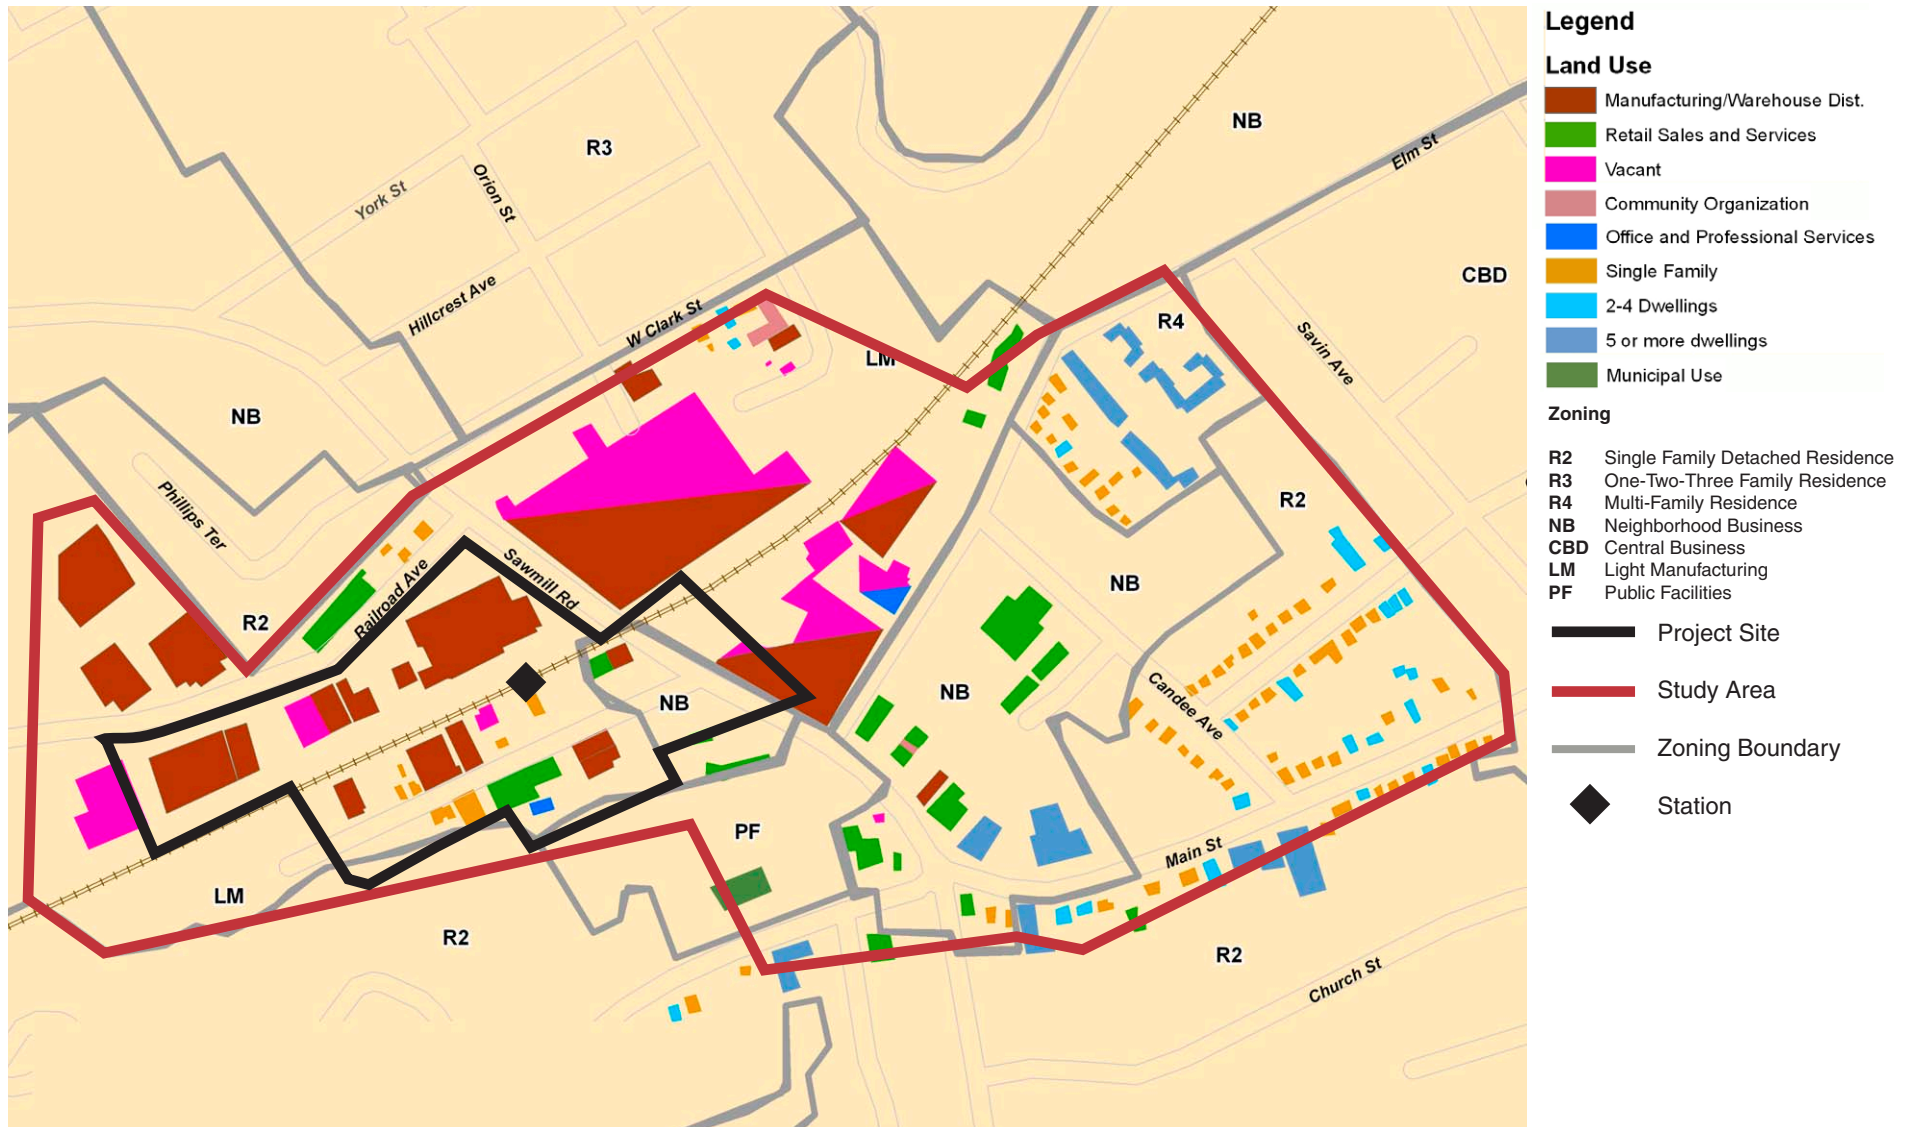 Legend
Land Use
Manufacturing/Warehouse Dist.
Retail Sales and Services
Vacant
Community Organization
Office and Professional Services
Single Family
2-4 Dwellings
5 or more dwellings
Municipal Use
Zoning
R2 Single Family Detached Residence
R3 One-Two-Three Family Residence
R4 Multi-Family Residence
NB Neighborhood Business
CBD Central Business
LM Light Manufacturing
PF Public Facilities
Project Site
Study Area
Zoning Boundary
Station
NB
R3
Elm St
York St
Orion St
CBD
Hillcrest Ave
W Clark St
R4
Savin Ave
LM
NB
Phillips Ter
R2
Sawmill Rd
Railroad Ave
NB
R2
NB
NB
Candee Ave
PF
Main St
LM
R2
R2
Church St